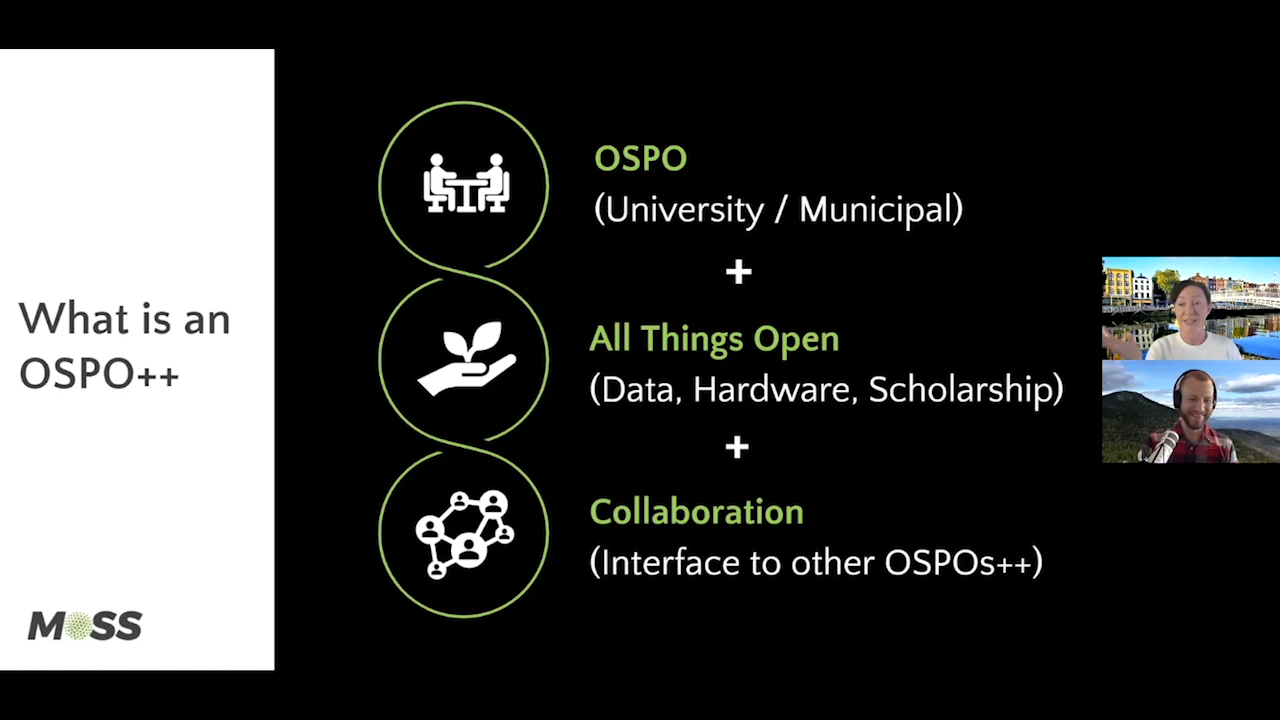 What is an
OSPO++
OSPO
(University / Municipal)
+
All Things Open
(Data, Hardware, Scholarship)
+
Collaboration
(Interface to other OSPOs++)
MOSS